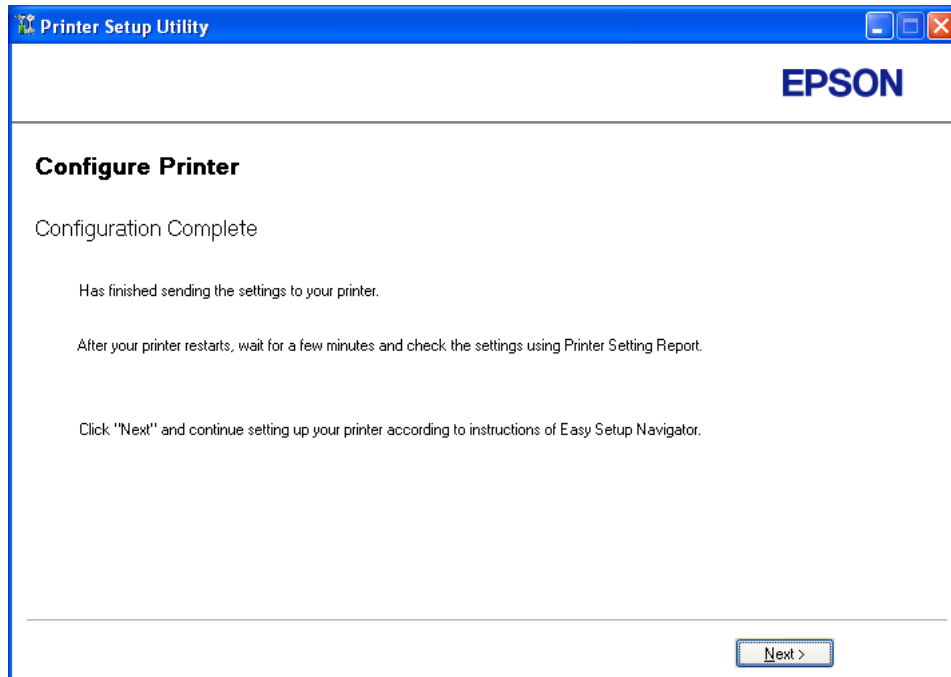 Printer Setup Utility
EPSON
Configure Printer
Configuration Complete
Has finished sending the settings to your printer.
After your printer restarts, wait for a few minutes and check the settings using Printer Setting Report.
Click "Next" and continue setting up your printer according to instructions of Easy Setup Navigator.
Next >